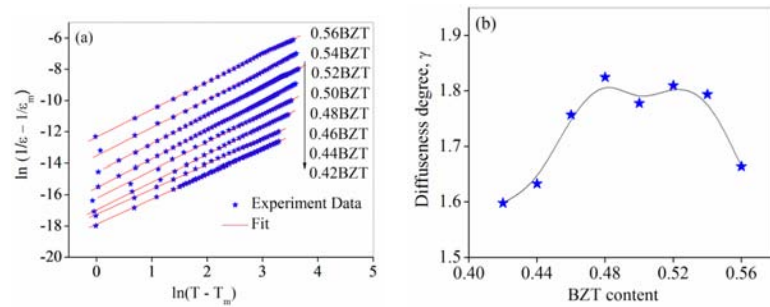 (a)
-6
-8
-10
-12
-14
-16
-18
-20
ln (1/ε - 1/εm)
0.56BZT
0.54BZT
0.52BZT
0.50BZT
0.48BZT
0.46BZT
0.44BZT
0.42BZT
Experiment Data
Fit
0 1 2 3 4 5
ln(T - Tm)
(b)
1.9
1.8
1.7
1.6
1.5
Diffuseness degree, γ
0.40 0.44 0.48 0.52 0.56
BZT content